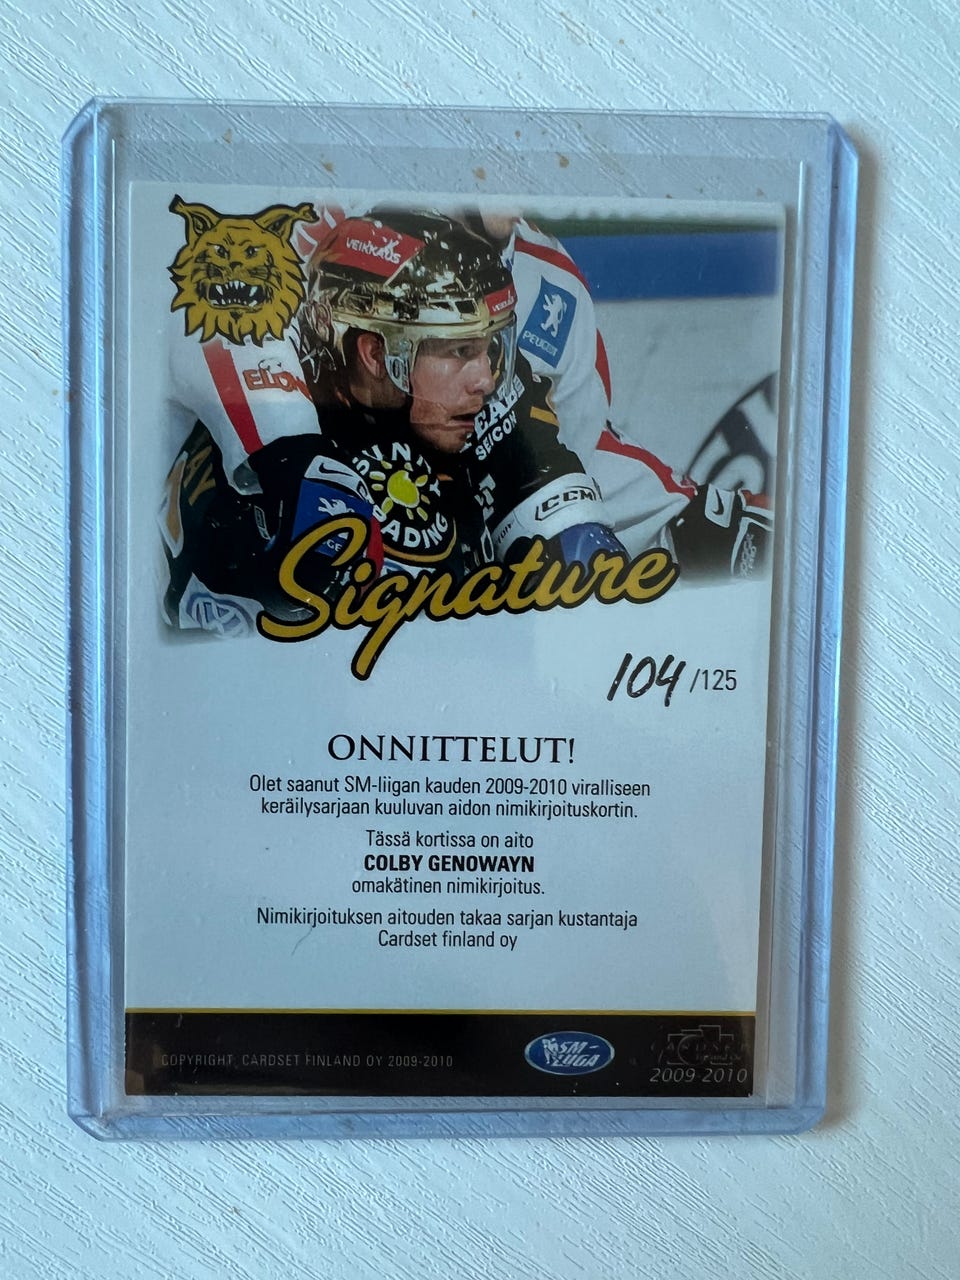 VEIKKAUS
PEUGEOT
SEICON
CCM
Signature
104 /125
ONNITTELUT!
Olet saanut SM-liigan kauden 2009-2010 viralliseen
keräilysarjaan kuuluvan aidon nimikirjoituskortin.
Tässä kortissa on aito
COLBY GENOWAYN
omakätinen nimikirjoitus.
Nimikirjoituksen aitouden takaa sarjan kustantaja
Cardset finland oy
COPYRIGHT, CARDSET FINLAND OY 2009-2010
SM-
LIIGA
2009-2010